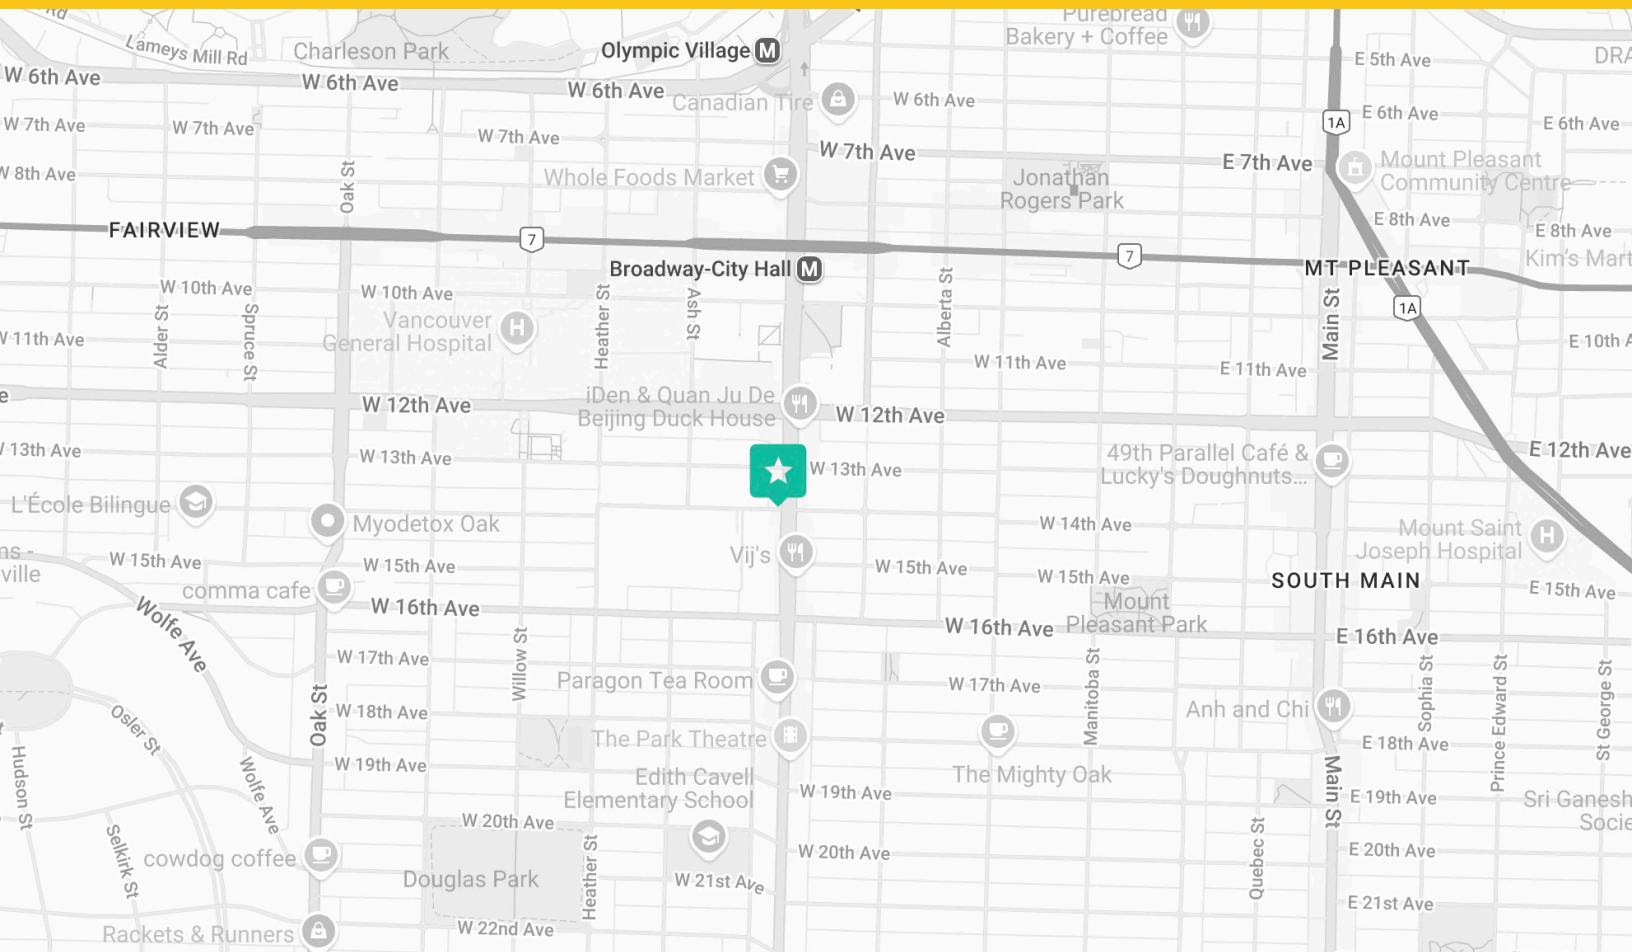 Rd
Lameys Mill Rd
Charleson Park
Olympic Village
M
Purebread
Bakery + Coffee
W 6th Ave
W 6th Ave
W 6th Ave
Canadian Tire
W 6th Ave
E 5th Ave
DRA
1A
E 6th Ave
E 6th Ave
W 7th Ave
W 7th Ave
W 7th Ave
W 7th Ave
E 7th Ave
Mount Pleasant
Community Centre
W 8th Ave
Oak St
Whole Foods Market
Jonathan
Rogers Park
E 8th Ave
E 8th Ave
FAIRVIEW
7
7
Kim's Mart
Broadway-City Hall
M
MT PLEASANT
W 10th Ave
W 10th Ave
Vancouver
General Hospital
H
Heather St
Ash St
Alberta St
Main St
1A
Alder St
Spruce St
W 11th Ave
W 11th Ave
E 11th Ave
E 10th A
e
W 12th Ave
iDen & Quan Ju De
Beijing Duck House
W 12th Ave
E 12th Ave
W 13th Ave
W 13th Ave
W 13th Ave
49th Parallel Café &
Lucky's Doughnuts...
L'École Bilingue
Myodetox Oak
W 14th Ave
Mount Saint
Joseph Hospital
H
ns -
ville
W 15th Ave
W 15th Ave
Vij's
W 15th Ave
W 15th Ave
SOUTH MAIN
E 15th Ave
comma cafe
W 16th Ave
Mount
Pleasant Park
W 16th Ave
E 16th Ave
Wolfe Ave
Willow St
W 17th Ave
Paragon Tea Room
W 17th Ave
Manitoba St
Sophia St
Prince Edward St
St George St
Oak St
W 18th Ave
The Park Theatre
Anh and Chi
E 18th Ave
Osler St
Hudson St
Wolfe Ave
W 19th Ave
Edith Cavell
Elementary School
The Mighty Oak
W 19th Ave
Main St
E 19th Ave
Sri Ganesh
Socie
Selkirk St
W 20th Ave
Heather St
W 20th Ave
Quebec St
E 20th Ave
cowdog coffee
Douglas Park
W 21st Ave
E 21st Ave
Rackets & Runners
W 22nd Ave